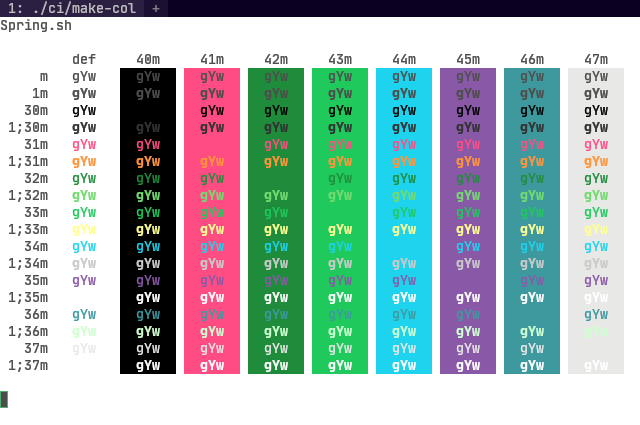 1: ./ci/make-col +
Spring.sh
def 40m 41m 42m 43m 44m 45m 46m 47m
m gYw gYw gYw gYw gYw gYw gYw gYw gYw
1m gYw gYw gYw gYw gYw gYw gYw gYw gYw
30m gYw gYw gYw gYw gYw gYw gYw gYw
1;30m gYw gYw gYw gYw gYw gYw gYw gYw gYw
31m gYw gYw gYw gYw gYw gYw gYw gYw
1;31m gYw gYw gYw gYw gYw gYw gYw gYw gYw
32m gYw gYw gYw gYw gYw gYw gYw gYw
1;32m gYw gYw gYw gYw gYw gYw gYw gYw gYw
33m gYw gYw gYw gYw gYw gYw gYw gYw
1;33m gYw gYw gYw gYw gYw gYw gYw gYw gYw
34m gYw gYw gYw gYw gYw gYw gYw gYw
1;34m gYw gYw gYw gYw gYw gYw gYw gYw gYw
35m gYw gYw gYw gYw gYw gYw gYw gYw
1;35m gYw gYw gYw gYw gYw gYw gYw gYw
36m gYw gYw gYw gYw gYw gYw gYw gYw
1;36m gYw gYw gYw gYw gYw gYw gYw gYw gYw
37m gYw gYw gYw gYw gYw gYw gYw gYw
1;37m gYw gYw gYw gYw gYw gYw gYw gYw